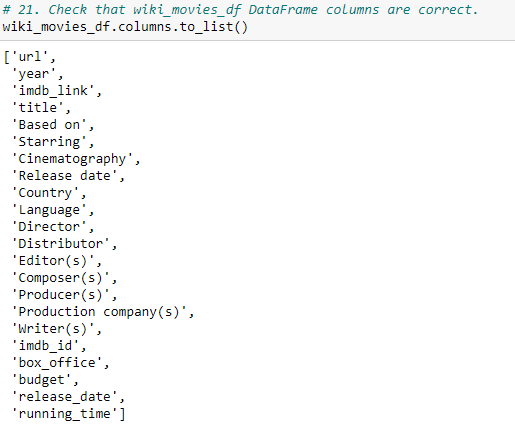 # 21. Check that wiki_movies_df DataFrame columns are correct.
wiki_movies_df.columns.to_list()
['url',
 'year',
 'imdb_link',
 'title',
 'Based on',
 'Starring',
 'Cinematography',
 'Release date',
 'Country',
 'Language',
 'Director',
 'Distributor',
 'Editor(s)',
 'Composer(s)',
 'Producer(s)',
 'Production company(s)',
 'Writer(s)',
 'imdb_id',
 'box_office',
 'budget',
 'release_date',
 'running_time']